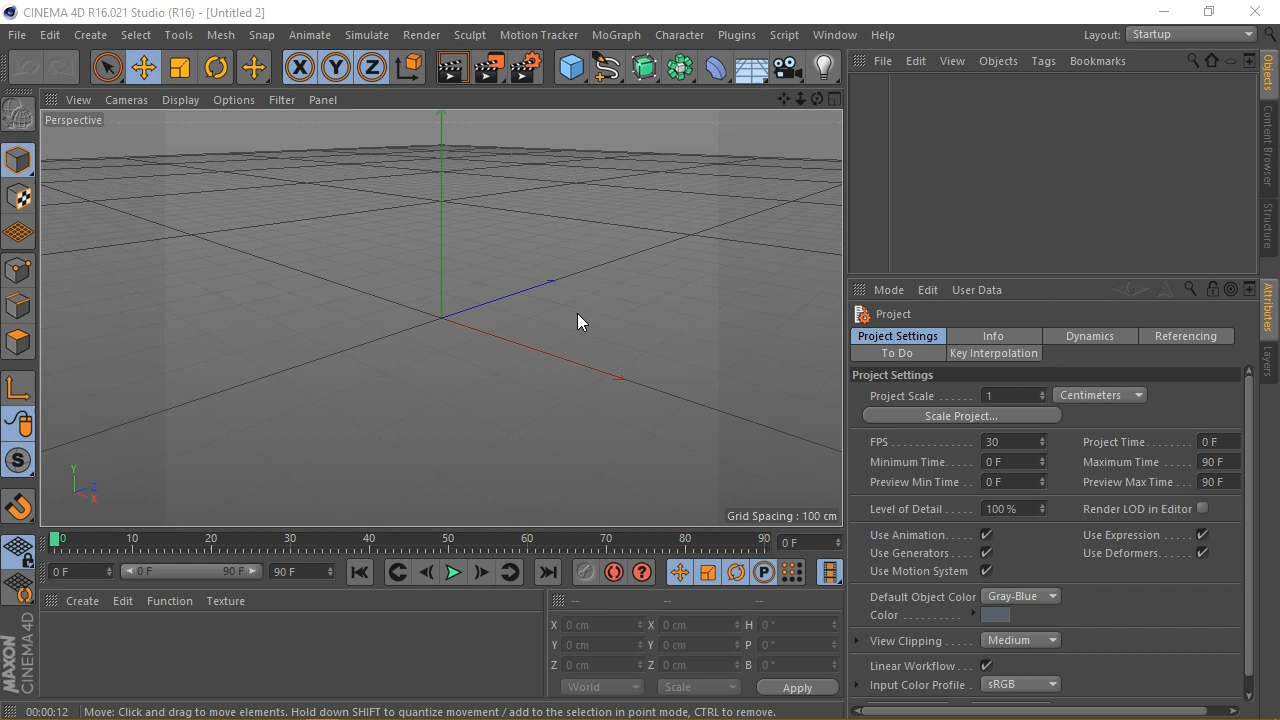 CINEMA 4D R16.021 Studio (R16) - [Untitled 2]
File Edit Create Select Tools Mesh Snap Animate Simulate Render Sculpt Motion Tracker MoGraph Character Plugins Script Window Help Layout: Startup
File Edit View Objects Tags Bookmarks
View Cameras Display Options Filter Panel
Perspective
X Y Z
Objects
Content Browser
Structure
Grid Spacing : 100 cm
Y
Z
X
Mode Edit User Data
Attributes
Layers
Project
Project Settings Info Dynamics Referencing
To Do Key Interpolation
Project Settings
Project Scale ...... 1 Centimeters
Scale Project...
FPS ............. 30 Project Time........ 0 F
Minimum Time..... 0 F Maximum Time ..... 90 F
Preview Min Time .. 0 F Preview Max Time ... 90 F
Level of Detail ..... 100 % Render LOD in Editor
Use Animation..... Use Expression .....
Use Generators.... Use Deformers......
Use Motion System
Default Object Color Gray-Blue
Color ..........
View Clipping ..... Medium
Linear Workflow ...
Input Color Profile . sRGB
0 10 20 30 40 50 60 70 80 90 0 F
0 F 0 F 90 F 90 F
P
Create Edit Function Texture
-- -- --
X 0 cm X 0 cm H 0 °
Y 0 cm Y 0 cm P 0 °
Z 0 cm Z 0 cm B 0 °
World Scale Apply
MAXON
CINEMA 4D
00:00:12 Move: Click and drag to move elements. Hold down SHIFT to quantize movement / add to the selection in point mode, CTRL to remove.